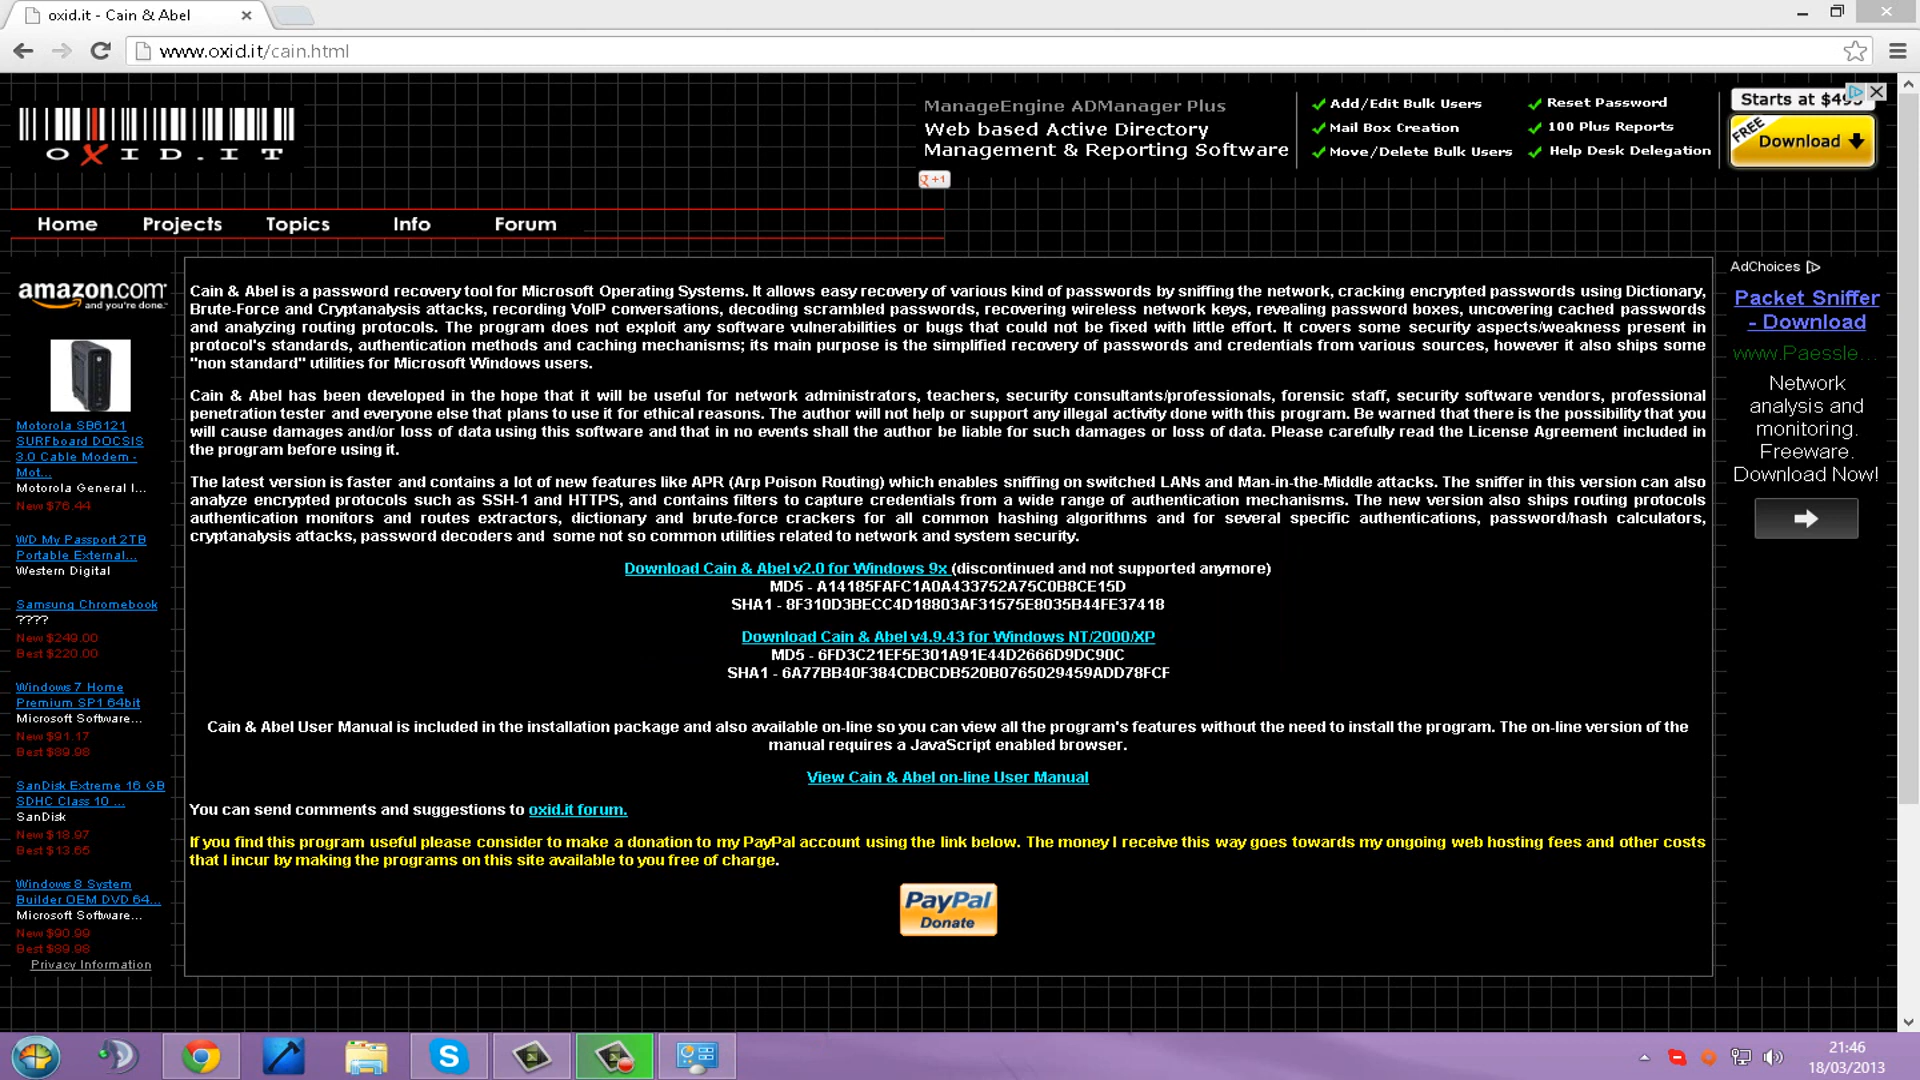 oxid.it - Cain & Abel
www.oxid.it/cain.html
OXID.IT
ManageEngine ADManager Plus
Web based Active Directory
Management & Reporting Software
Add/Edit Bulk Users
Mail Box Creation
Move/Delete Bulk Users
Reset Password
100 Plus Reports
Help Desk Delegation
Starts at $495
FREE
Download
+1
Home Projects Topics Info Forum
amazon.com
and you're done.
Motorola SB6121
SURFboard DOCSIS
3.0 Cable Modem -
Mot...
Motorola General I...
New $76.44
WD My Passport 2TB
Portable External...
Western Digital
Samsung Chromebook
????
New $249.00
Best $220.00
Windows 7 Home
Premium SP1 64bit
Microsoft Software...
New $91.17
Best $89.98
SanDisk Extreme 16 GB
SDHC Class 10 ...
SanDisk
New $18.97
Best $13.65
Windows 8 System
Builder OEM DVD 64...
Microsoft Software...
New $90.99
Best $89.98
Privacy Information
Cain & Abel is a password recovery tool for Microsoft Operating Systems. It allows easy recovery of various kind of passwords by sniffing the network, cracking encrypted passwords using Dictionary,
Brute-Force and Cryptanalysis attacks, recording VoIP conversations, decoding scrambled passwords, recovering wireless network keys, revealing password boxes, uncovering cached passwords
and analyzing routing protocols. The program does not exploit any software vulnerabilities or bugs that could not be fixed with little effort. It covers some security aspects/weakness present in
protocol's standards, authentication methods and caching mechanisms; its main purpose is the simplified recovery of passwords and credentials from various sources, however it also ships some
"non standard" utilities for Microsoft Windows users.
Cain & Abel has been developed in the hope that it will be useful for network administrators, teachers, security consultants/professionals, forensic staff, security software vendors, professional
penetration tester and everyone else that plans to use it for ethical reasons. The author will not help or support any illegal activity done with this program. Be warned that there is the possibility that you
will cause damages and/or loss of data using this software and that in no events shall the author be liable for such damages or loss of data. Please carefully read the License Agreement included in
the program before using it.
The latest version is faster and contains a lot of new features like APR (Arp Poison Routing) which enables sniffing on switched LANs and Man-in-the-Middle attacks. The sniffer in this version can also
analyze encrypted protocols such as SSH-1 and HTTPS, and contains filters to capture credentials from a wide range of authentication mechanisms. The new version also ships routing protocols
authentication monitors and routes extractors, dictionary and brute-force crackers for all common hashing algorithms and for several specific authentications, password/hash calculators,
cryptanalysis attacks, password decoders and some not so common utilities related to network and system security.
Download Cain & Abel v2.0 for Windows 9x (discontinued and not supported anymore)
MD5 - A14185FAFC1A0A433752A75C0B8CE15D
SHA1 - 8F310D3BECC4D18803AF31575E8035B44FE37418
Download Cain & Abel v4.9.43 for Windows NT/2000/XP
MD5 - 6FD3C21EF5E301A91E44D2666D9DC90C
SHA1 - 6A77BB40F384CDBCDB520B0765029459ADD78FCF
Cain & Abel User Manual is included in the installation package and also available on-line so you can view all the program's features without the need to install the program. The on-line version of the
manual requires a JavaScript enabled browser.
View Cain & Abel on-line User Manual
You can send comments and suggestions to oxid.it forum.
If you find this program useful please consider to make a donation to my PayPal account using the link below. The money I receive this way goes towards my ongoing web hosting fees and other costs
that I incur by making the programs on this site available to you free of charge.
PayPal
Donate
AdChoices
Packet Sniffer
- Download
www.Paessle...
Network
analysis and
monitoring.
Freeware.
Download Now!
21:46
18/03/2013